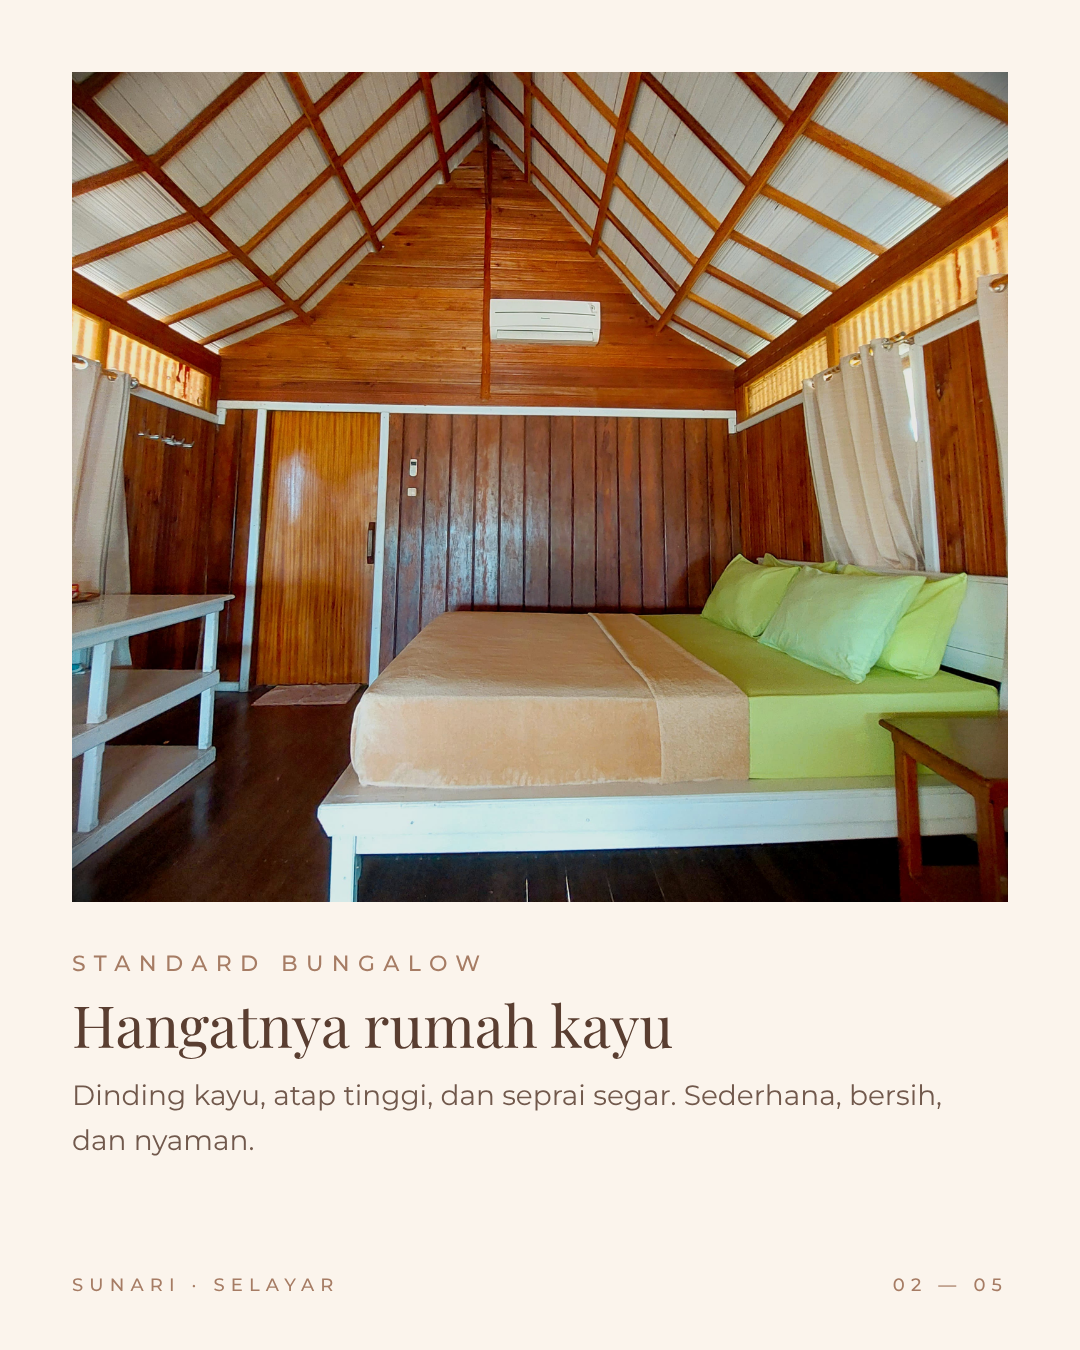 STANDARD BUNGALOW
Hangatnya rumah kayu
Dinding kayu, atap tinggi, dan seprai segar. Sederhana, bersih,
dan nyaman.
SUNARI · SELAYAR
02 — 05